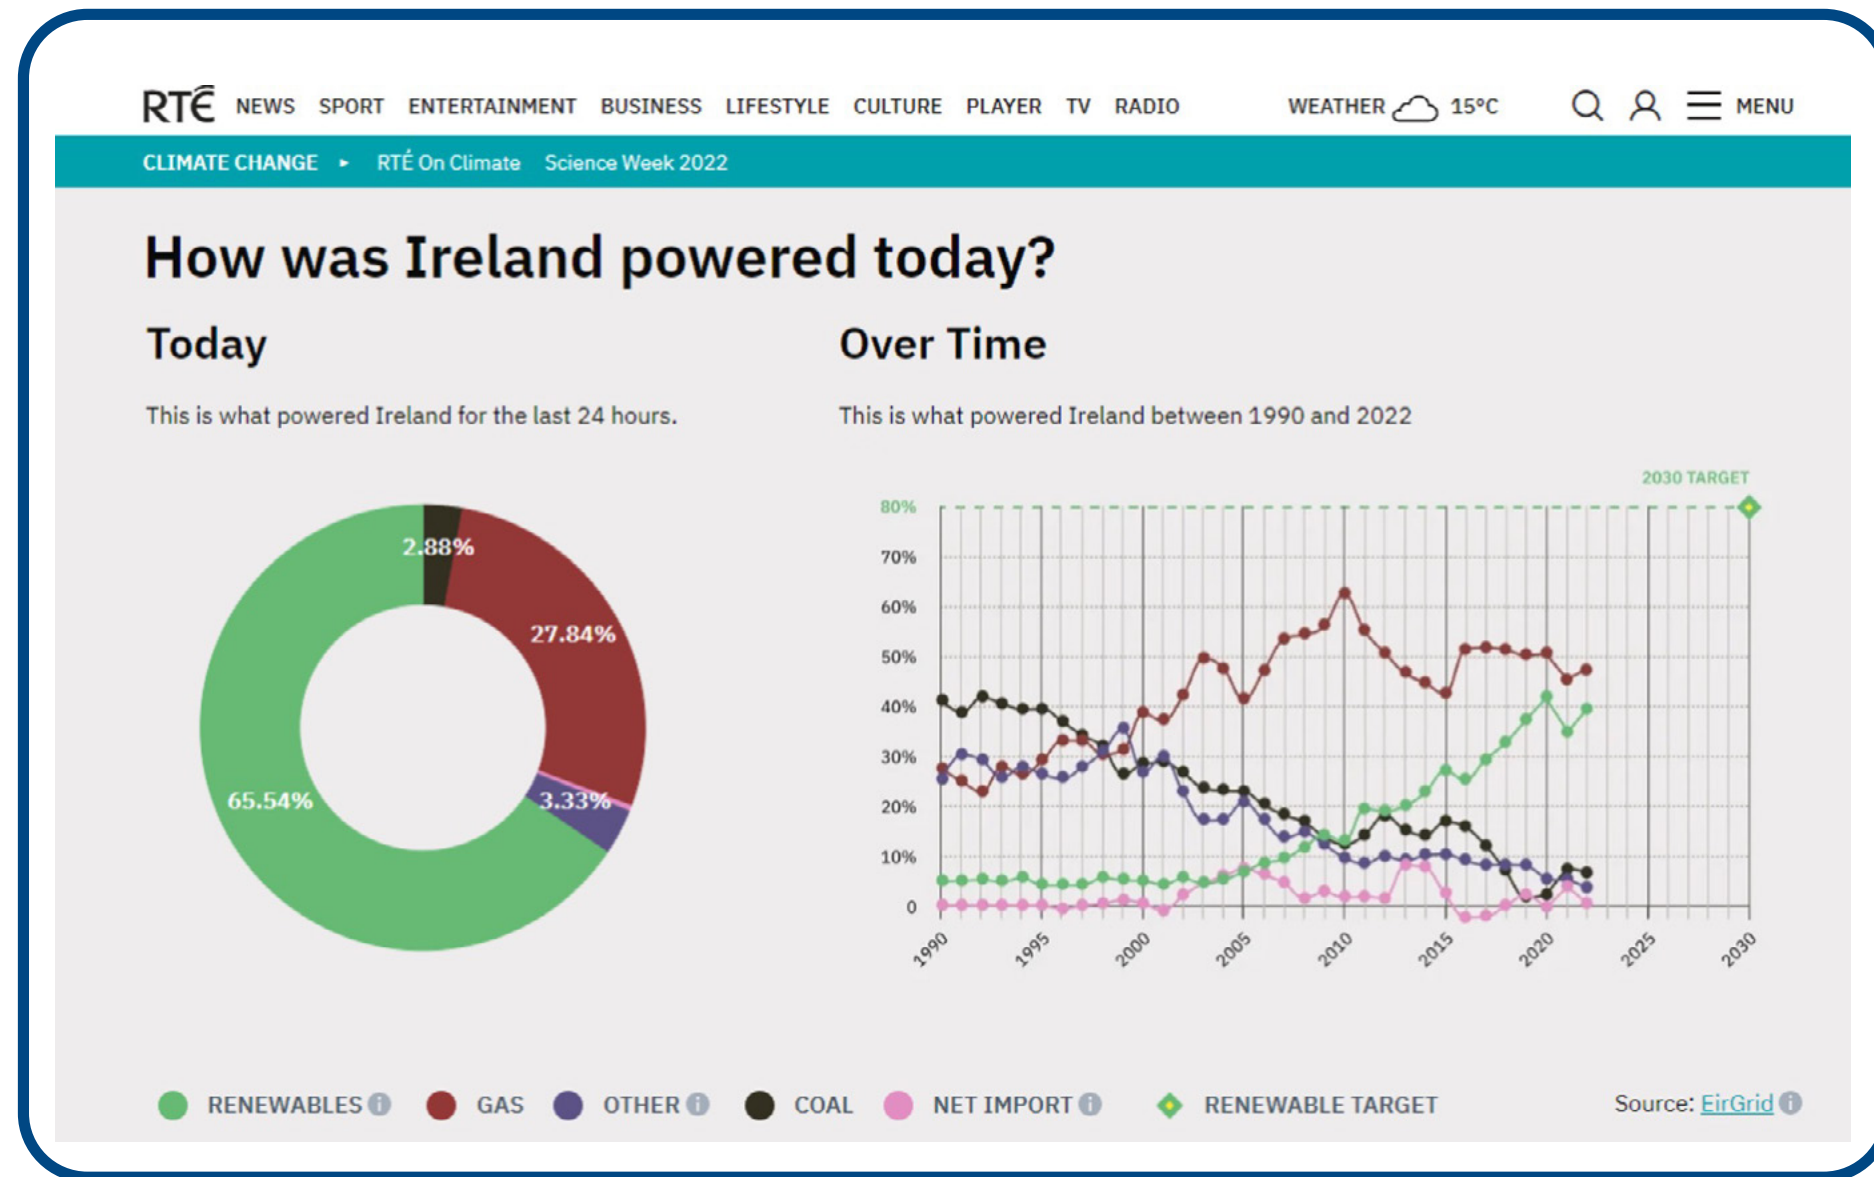 RTÉ NEWS SPORT ENTERTAINMENT BUSINESS LIFESTYLE CULTURE PLAYER TV RADIO WEATHER 15°C MENU
CLIMATE CHANGE ► RTÉ On Climate Science Week 2022
How was Ireland powered today?
Today
This is what powered Ireland for the last 24 hours.
2.88%
27.84%
65.54%
3.33%
Over Time
This is what powered Ireland between 1990 and 2022
2030 TARGET
80%
70%
60%
50%
40%
30%
20%
10%
0
1990 1995 2000 2005 2010 2015 2020 2025 2030
RENEWABLES i GAS OTHER i COAL NET IMPORT i RENEWABLE TARGET Source: EirGrid i